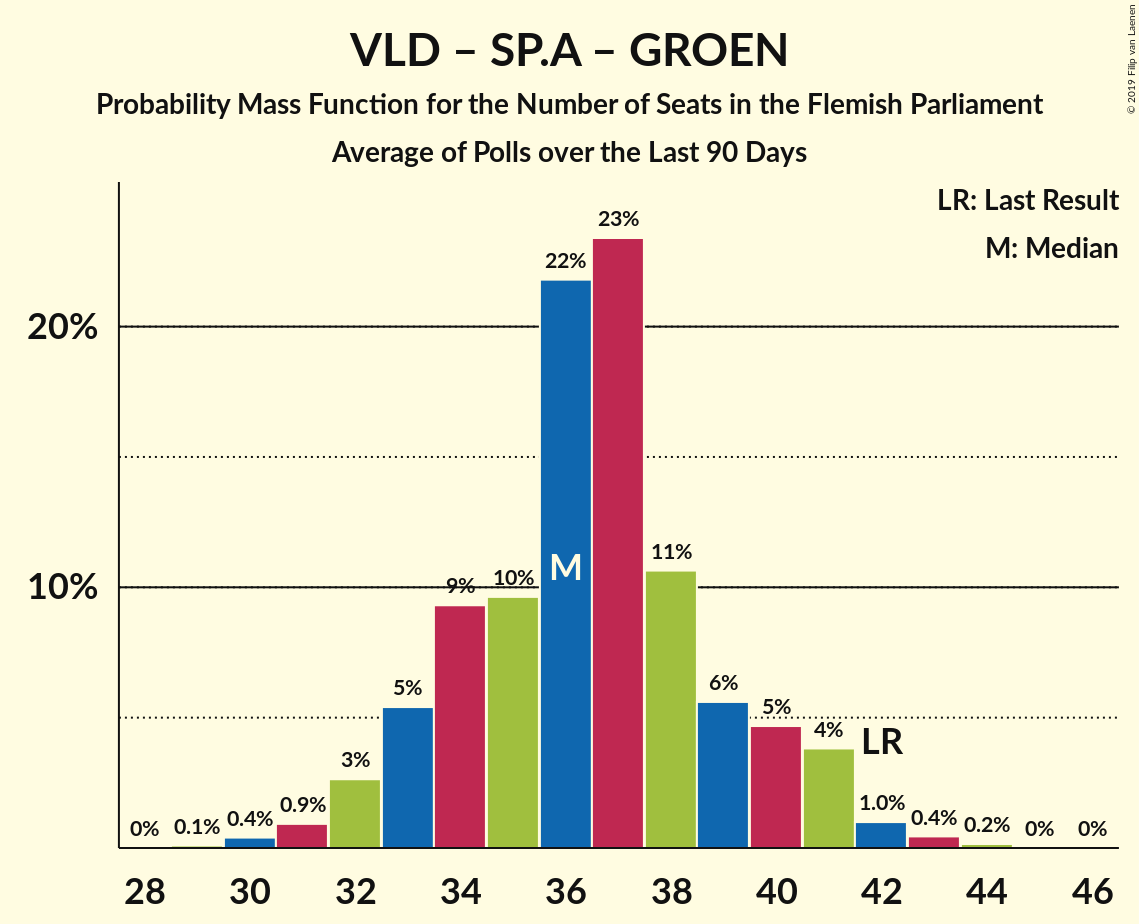 VLD – SP.A – GROEN
Probability Mass Function for the Number of Seats in the Flemish Parliament
Average of Polls over the Last 90 Days
© 2019 Filip van Laenen
LR: Last Result
M: Median
20%
10%
0%
0.1%
0.4%
0.9%
3%
5%
9%
10%
22%
23%
11%
6%
5%
4%
1.0%
0.4%
0.2%
0%
0%
M
LR
28 30 32 34 36 38 40 42 44 46